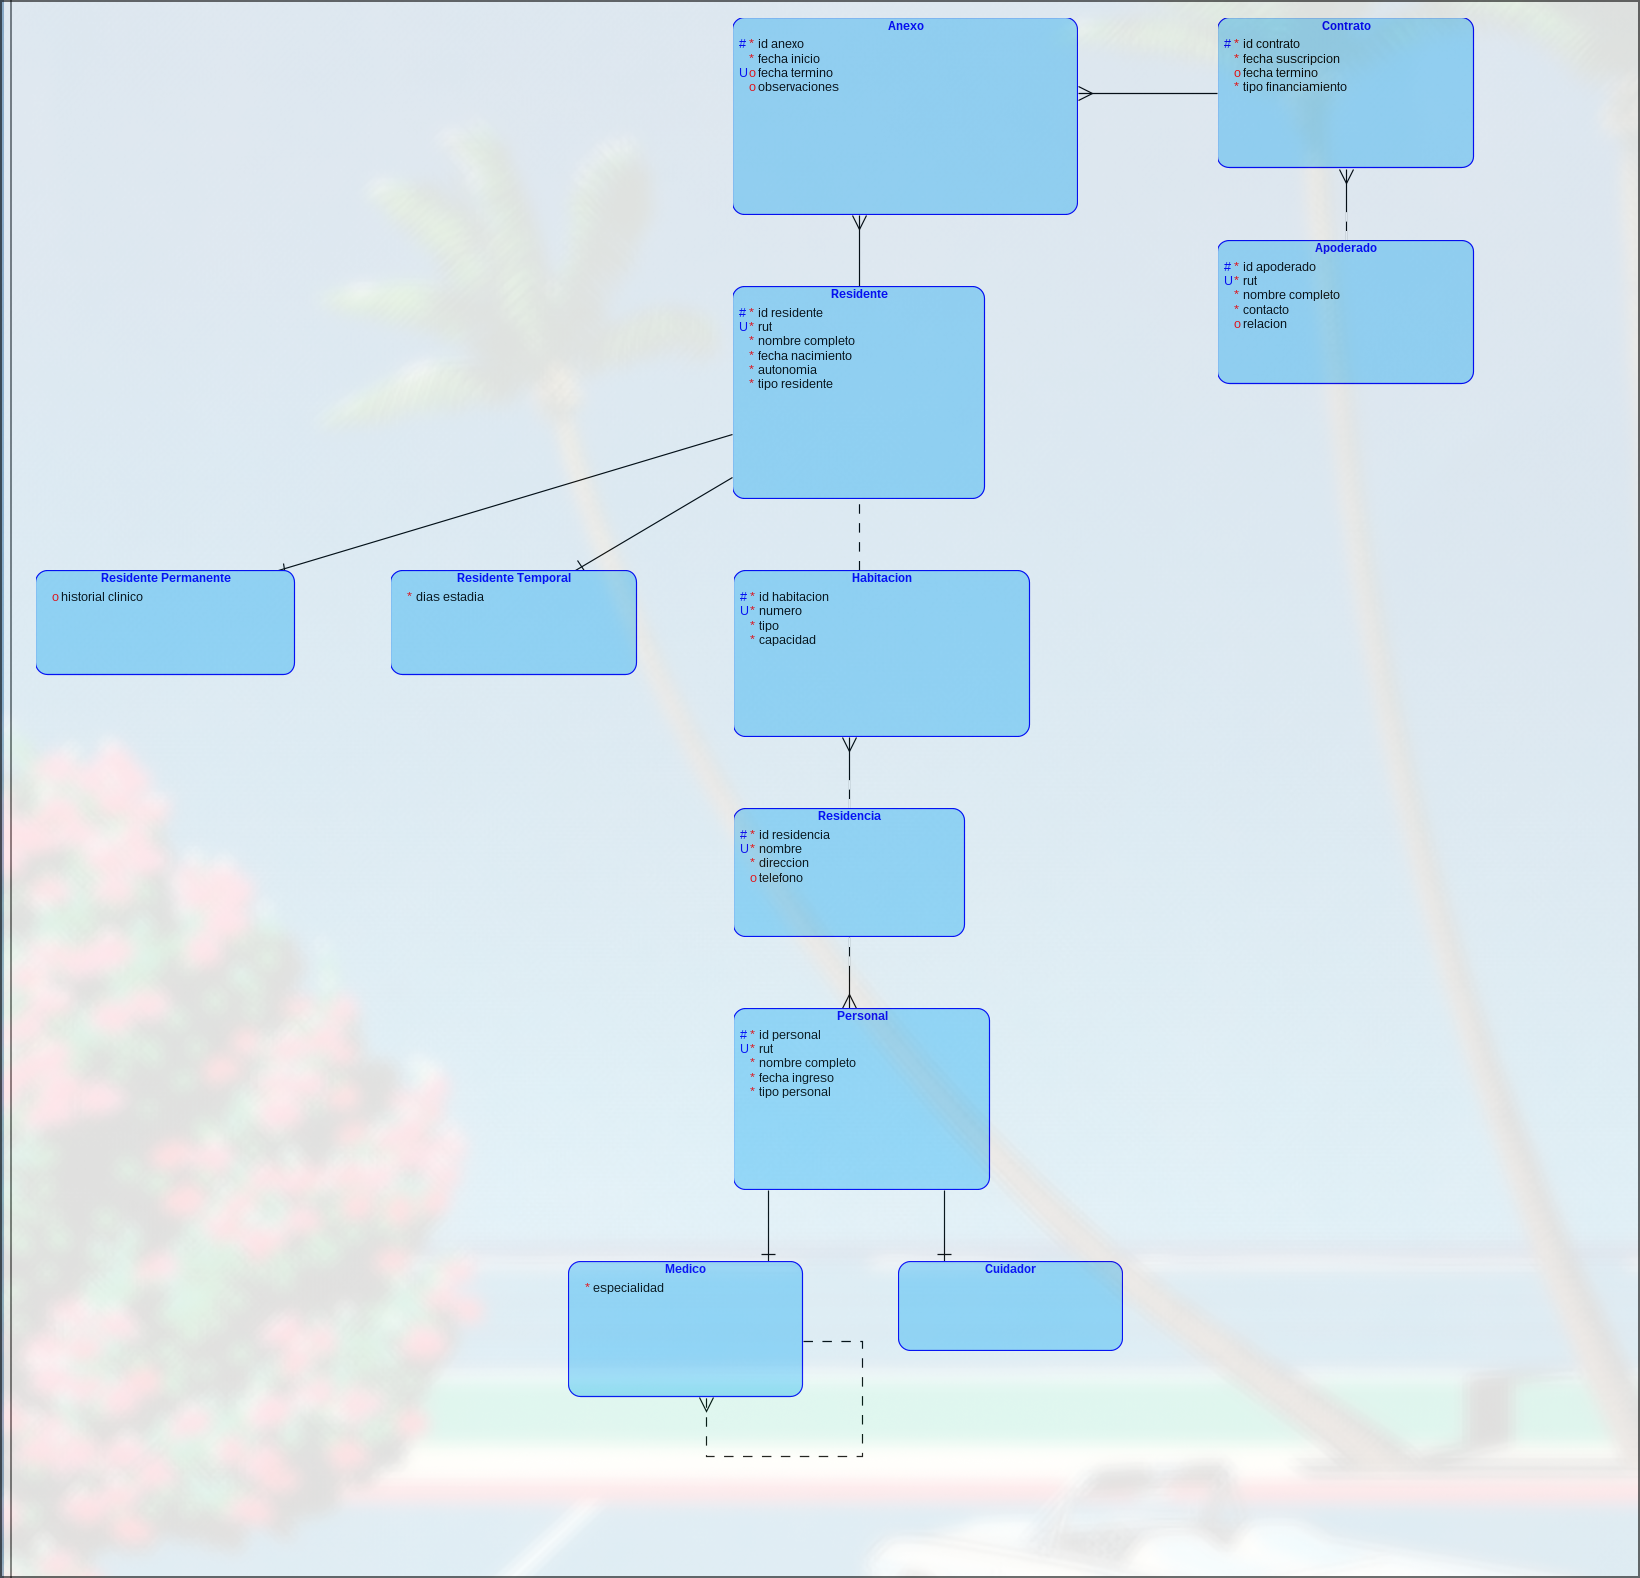 Anexo
# * id anexo
* fecha inicio
U o fecha termino
o observaciones
Contrato
# * id contrato
* fecha suscripcion
o fecha termino
* tipo financiamiento
Apoderado
# * id apoderado
U * rut
* nombre completo
* contacto
o relacion
Residente
# * id residente
U * rut
* nombre completo
* fecha nacimiento
* autonomia
* tipo residente
Residente Permanente
o historial clinico
Residente Temporal
* dias estadia
Habitacion
# * id habitacion
U * numero
* tipo
* capacidad
Residencia
# * id residencia
U * nombre
* direccion
o telefono
Personal
# * id personal
U * rut
* nombre completo
* fecha ingreso
* tipo personal
Medico
* especialidad
Cuidador